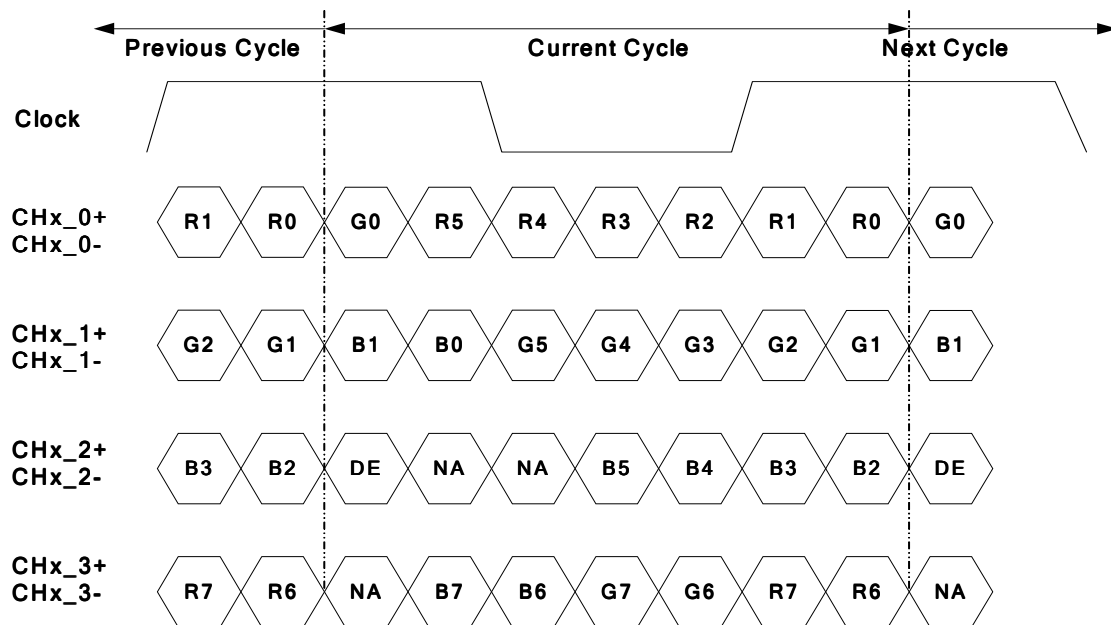 Previous Cycle Current Cycle Next Cycle
Clock
CHx_0+
CHx_0-
R1 R0 G0 R5 R4 R3 R2 R1 R0 G0
CHx_1+
CHx_1-
G2 G1 B1 B0 G5 G4 G3 G2 G1 B1
CHx_2+
CHx_2-
B3 B2 DE NA NA B5 B4 B3 B2 DE
CHx_3+
CHx_3-
R7 R6 NA B7 B6 G7 G6 R7 R6 NA